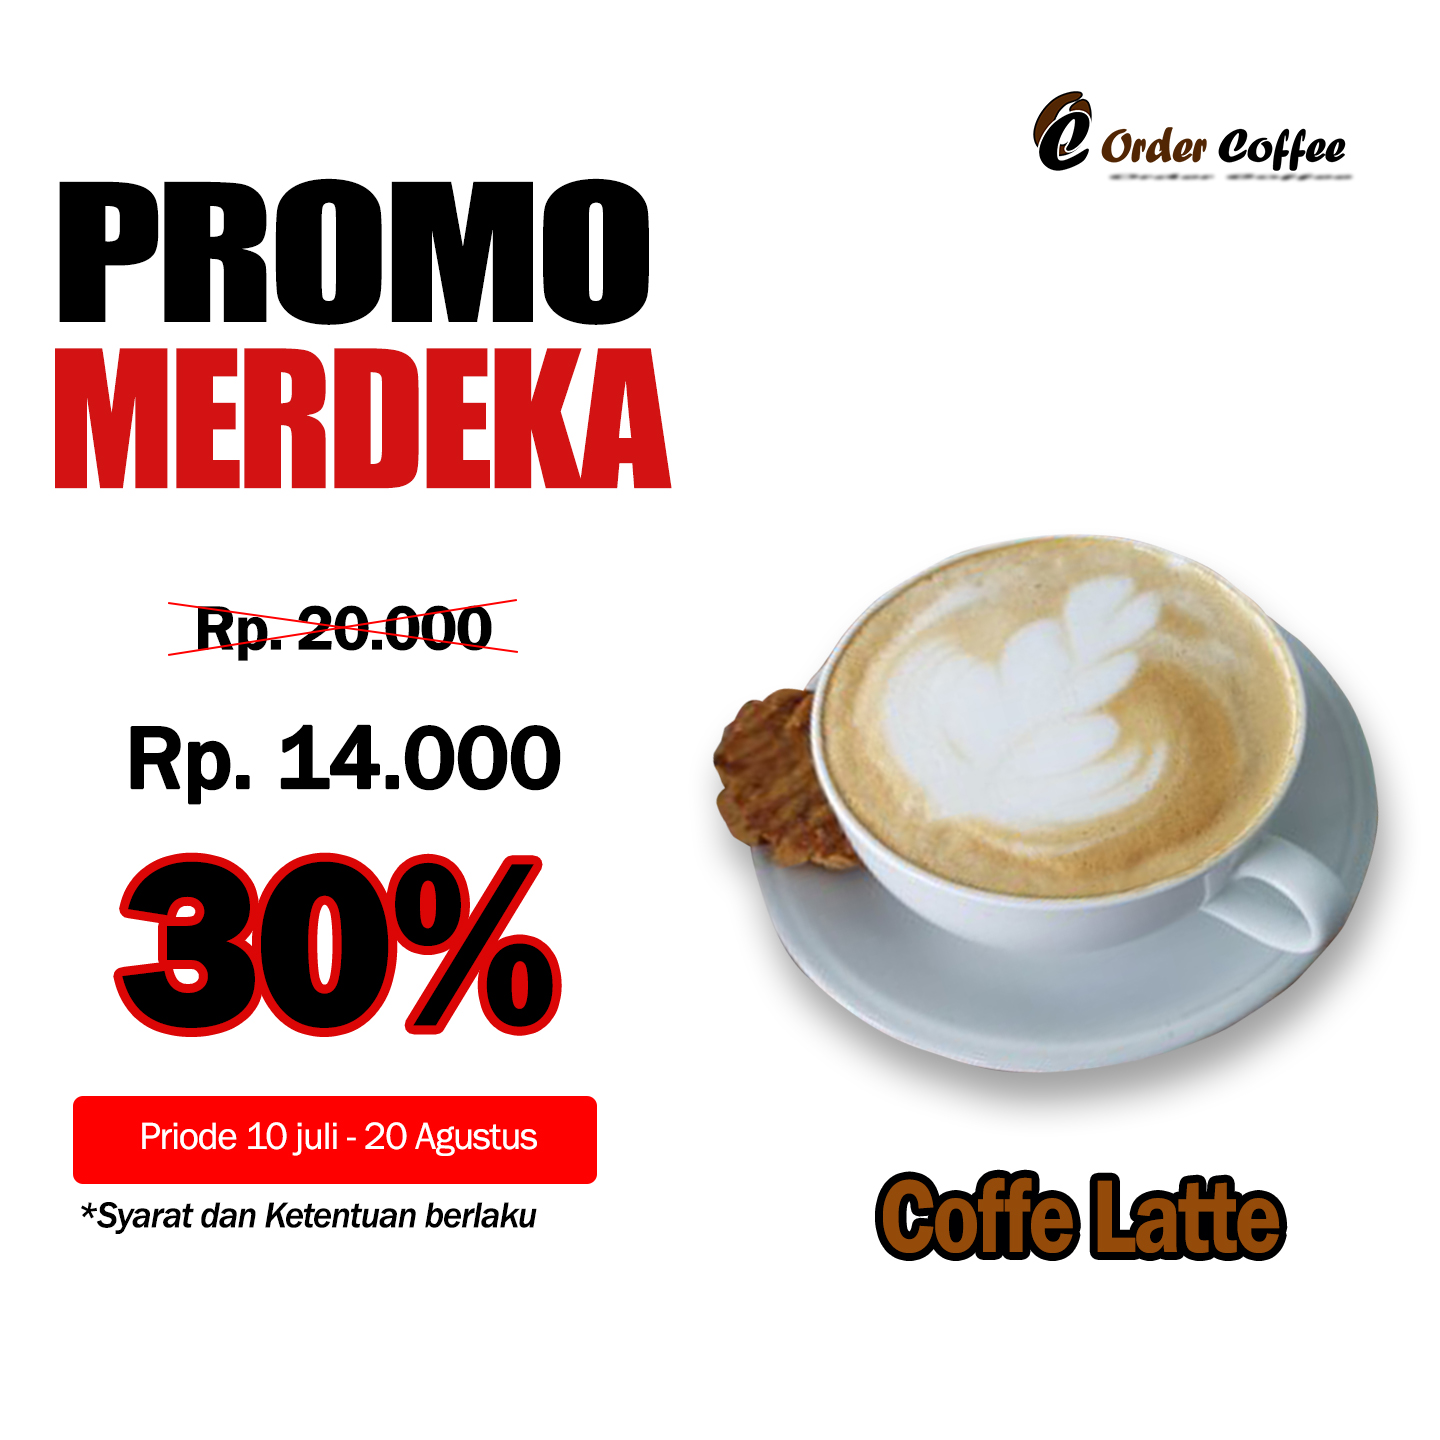 Order Coffee
PROMO
MERDEKA
Rp. 20.000
Rp. 14.000
30%
Priode 10 juli - 20 Agustus
*Syarat dan Ketentuan berlaku
Coffe Latte